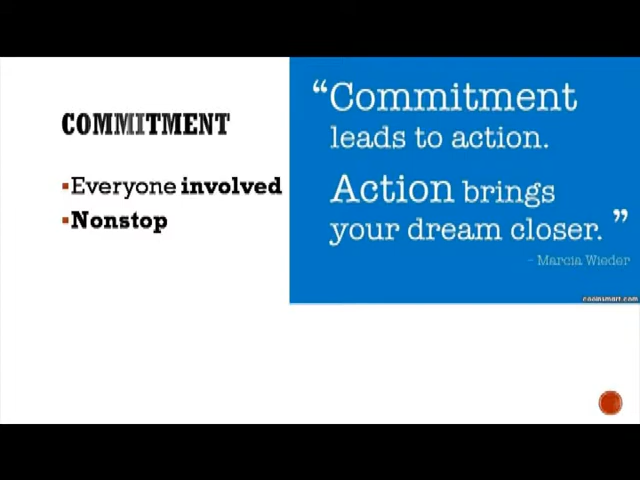 COMMITMENT
Everyone involved
Nonstop
“Commitment
leads to action.
Action brings
your dream closer.”
- Marcia Wieder
coolnsmart.com